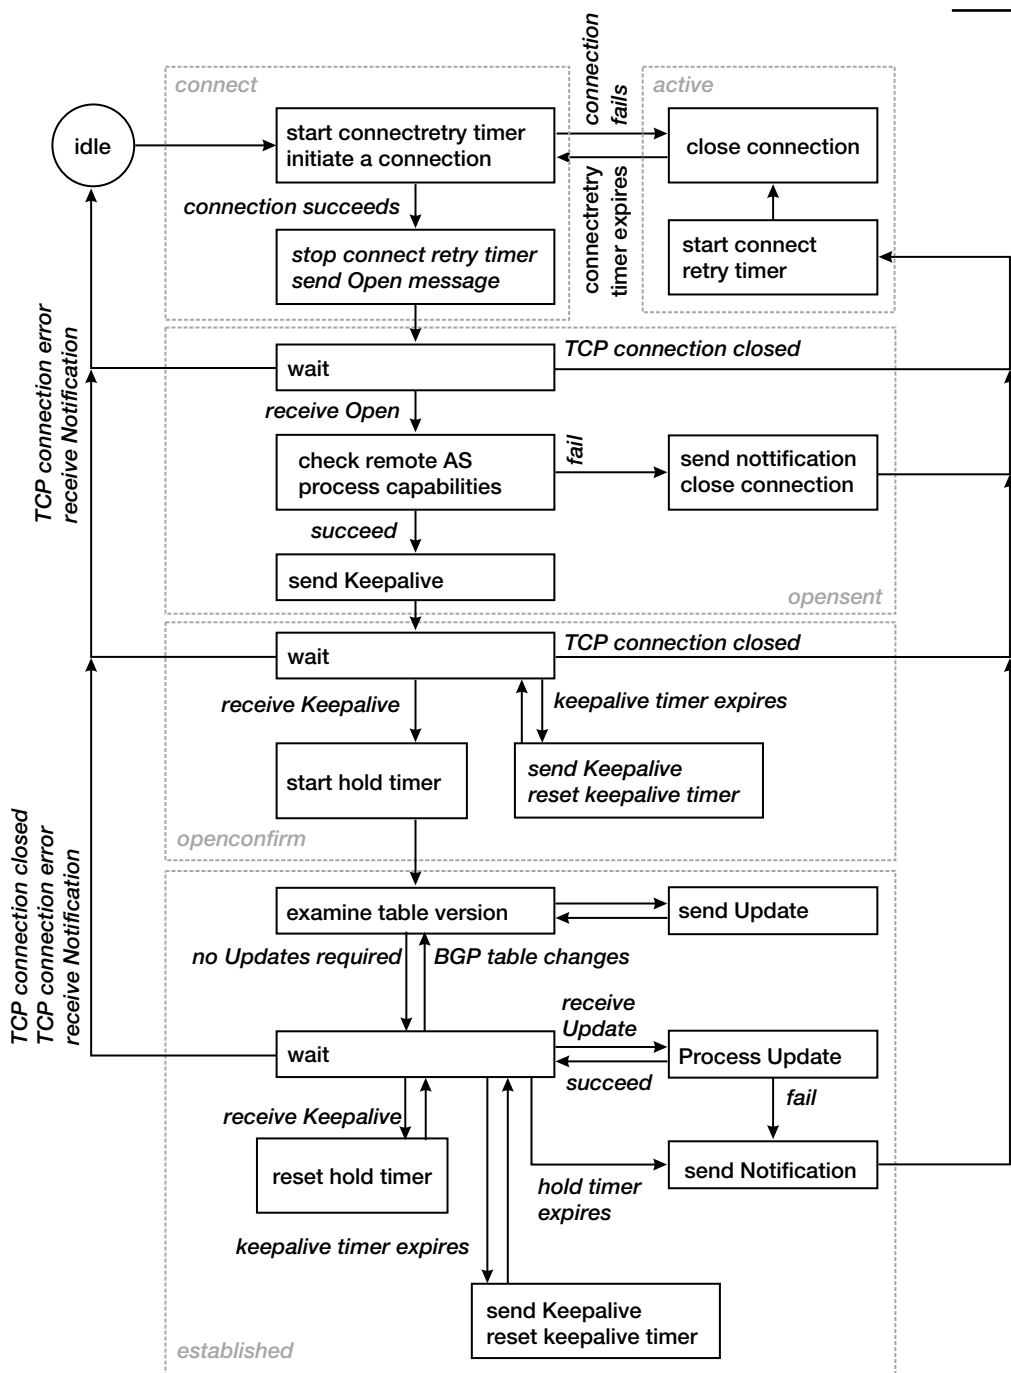 connect
connection
fails
active
idle
start connectretry timer
initiate a connection
close connection
connectretry
timer expires
connection succeeds
stop connect retry timer
send Open message
start connect
retry timer
TCP connection error
receive Notification
wait
TCP connection closed
receive Open
check remote AS
process capabilities
fail
send nottification
close connection
succeed
send Keepalive
opensent
wait
TCP connection closed
receive Keepalive
keepalive timer expires
start hold timer
send Keepalive
reset keepalive timer
openconfirm
TCP connection closed
TCP connection error
receive Notification
examine table version
send Update
no Updates required
BGP table changes
receive
Update
wait
Process Update
succeed
fail
receive Keepalive
reset hold timer
send Notification
hold timer
expires
keepalive timer expires
send Keepalive
reset keepalive timer
established